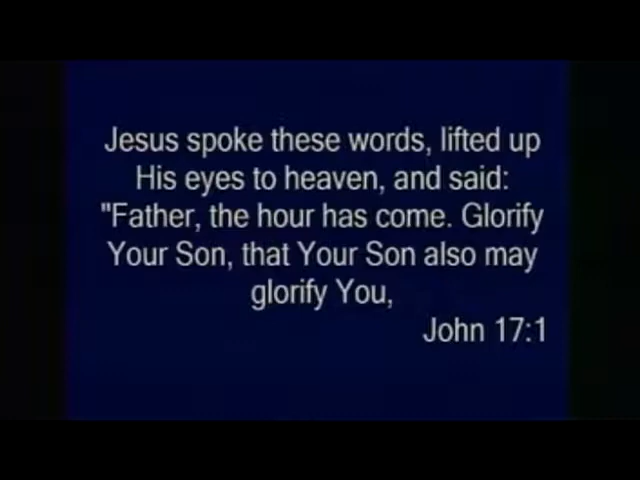 Jesus spoke these words, lifted up
His eyes to heaven, and said:
"Father, the hour has come. Glorify
Your Son, that Your Son also may
glorify You,
John 17:1